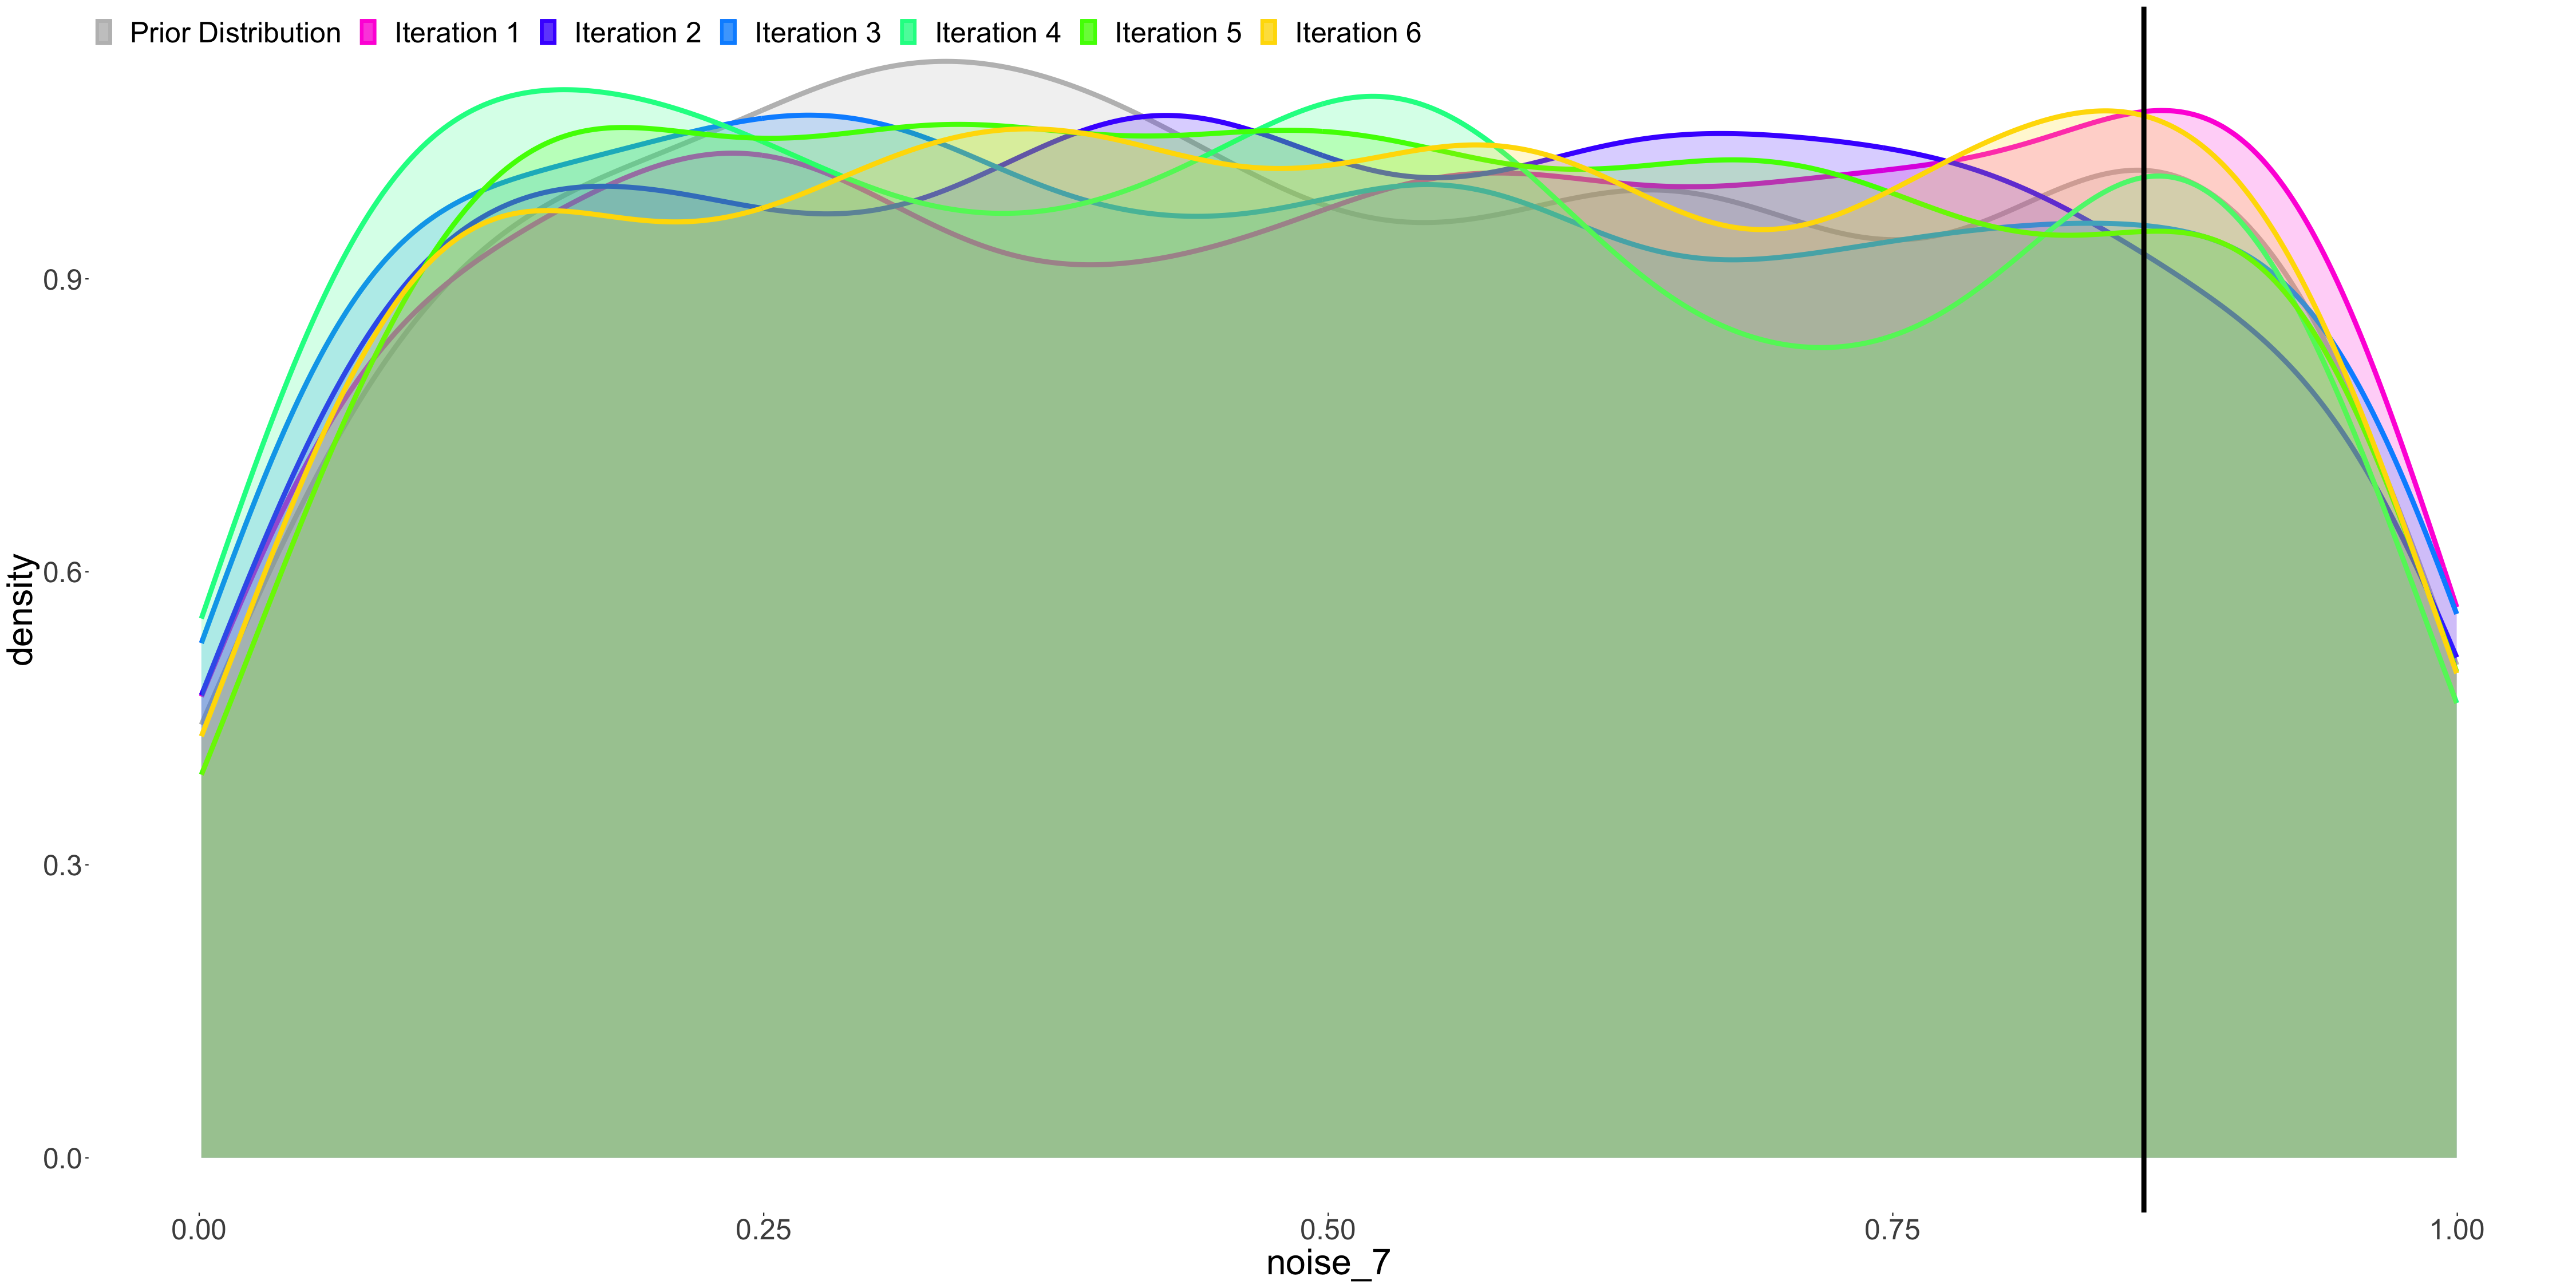 Prior Distribution Iteration 1 Iteration 2 Iteration 3 Iteration 4 Iteration 5 Iteration 6
density
0.9
0.6
0.3
0.0
0.00 0.25 0.50 0.75 1.00
noise_7